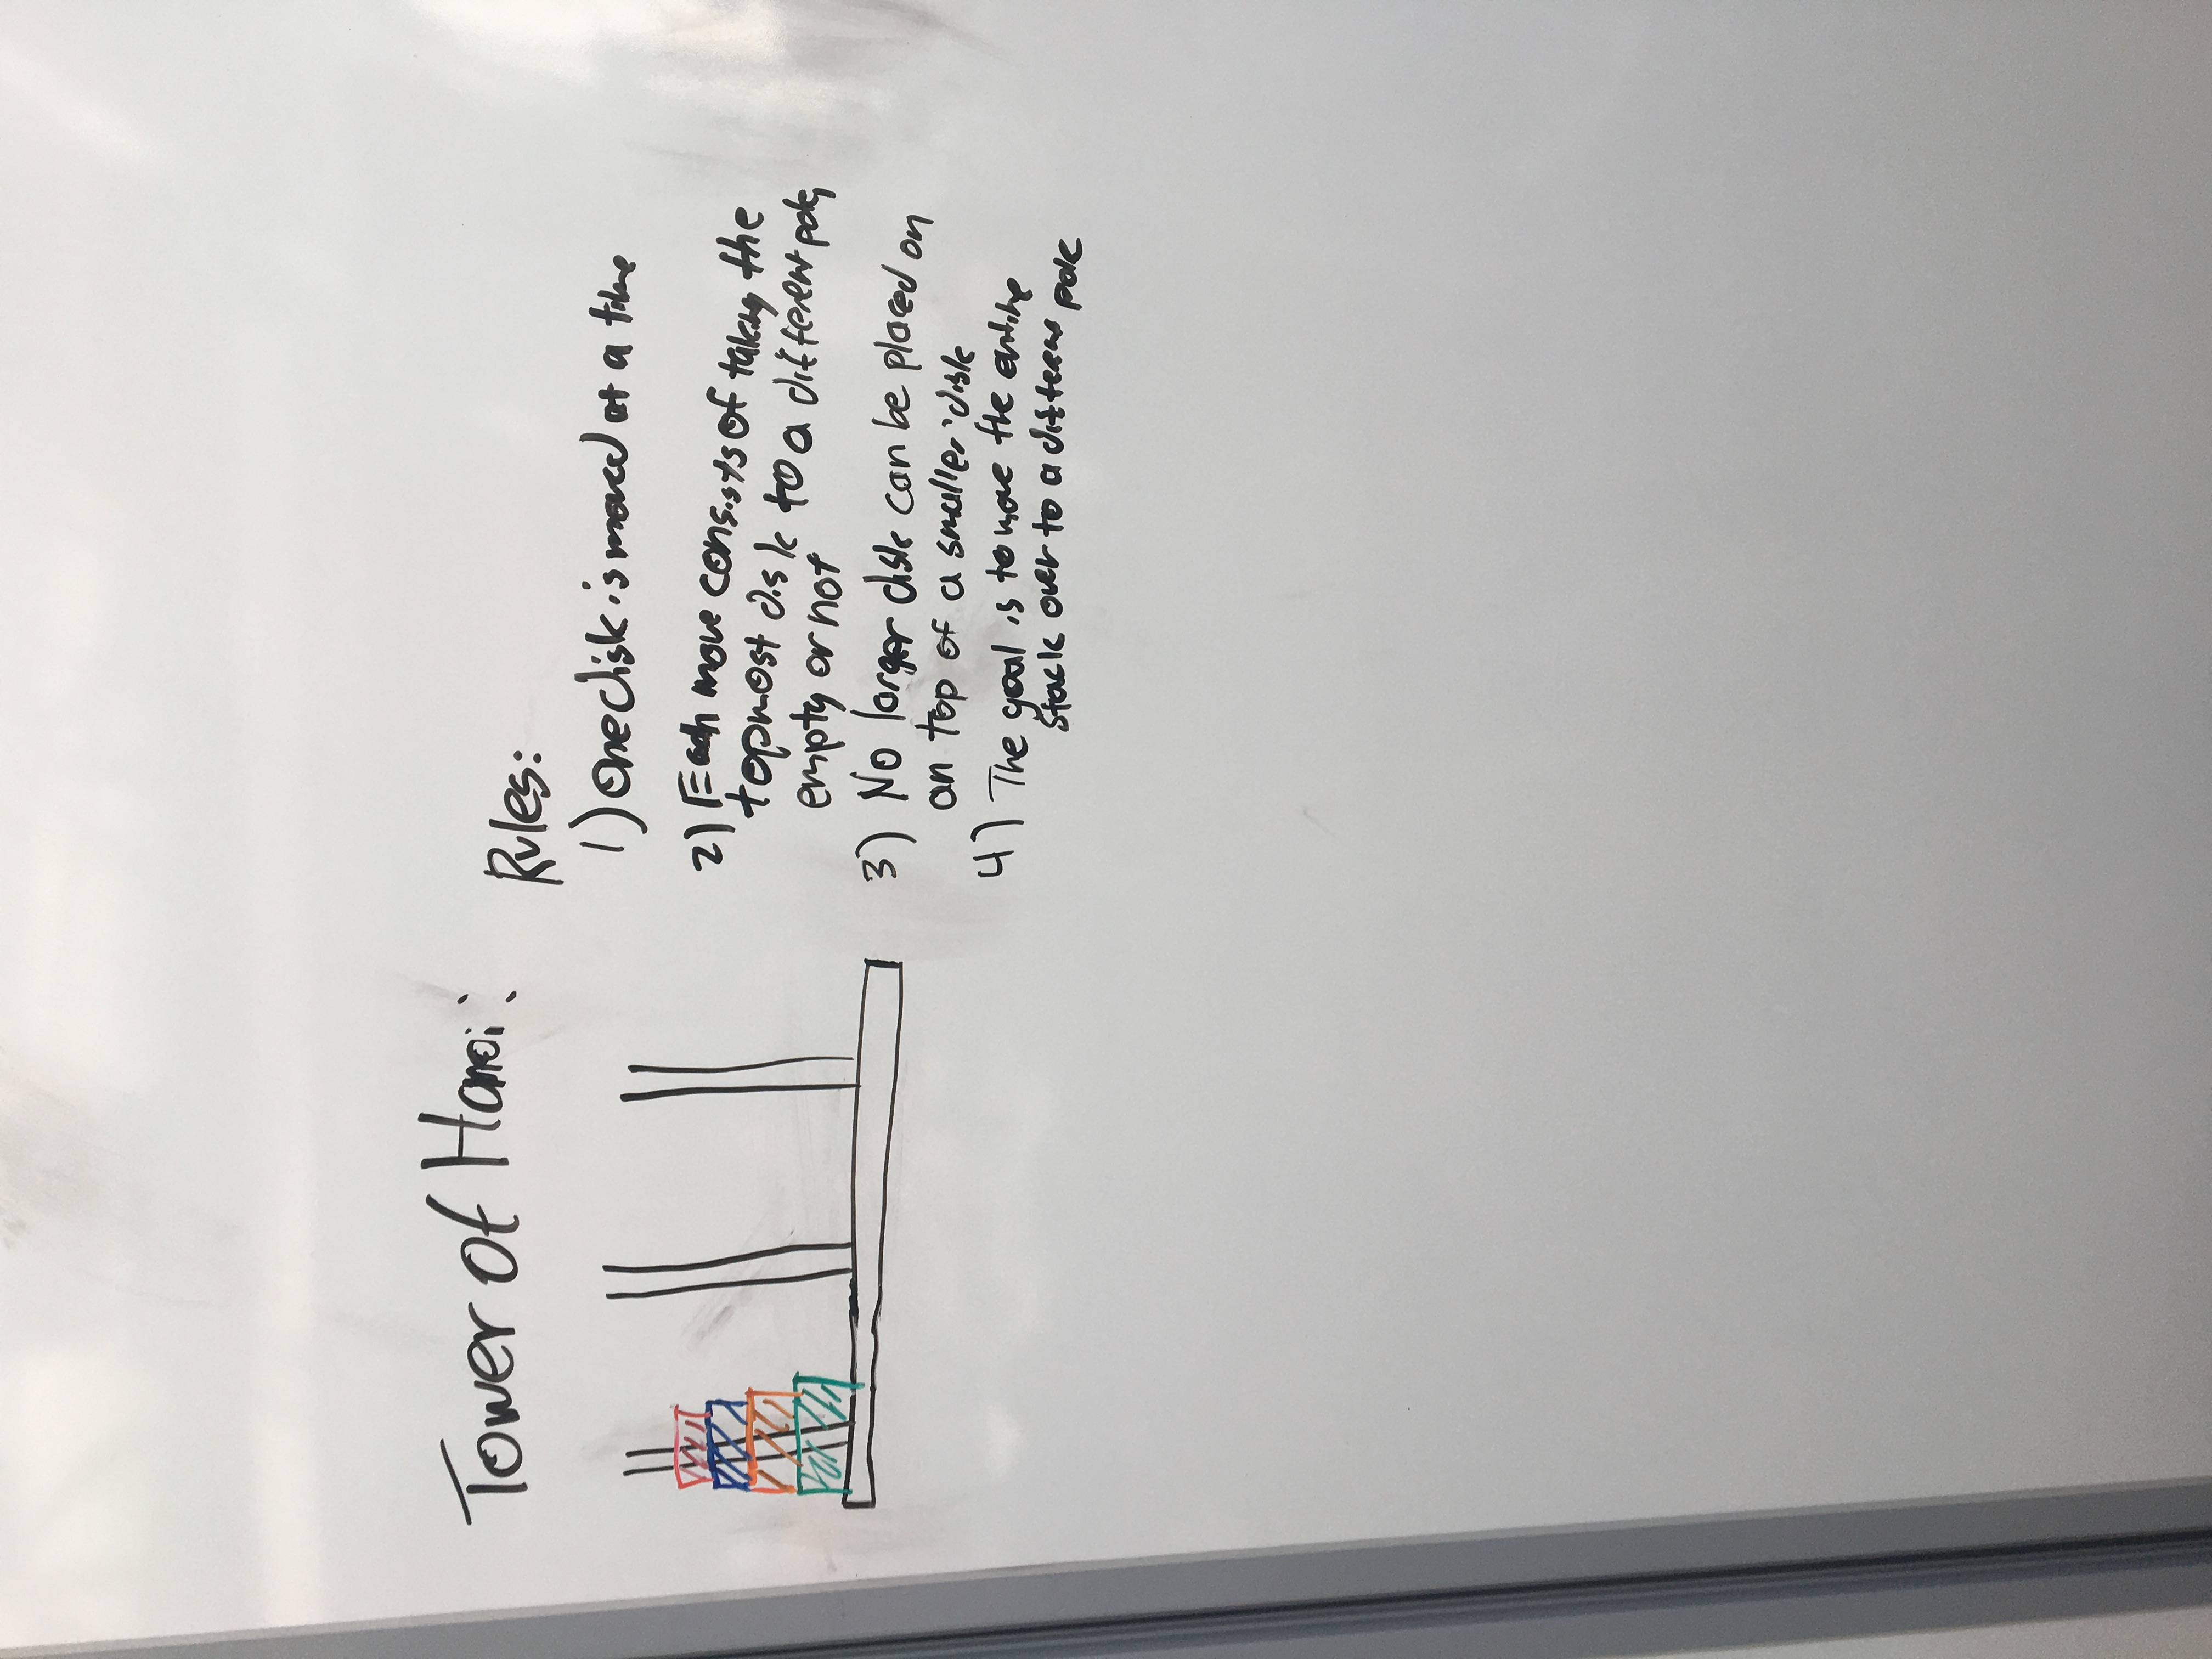 Tower of Hanoi:
Rules:
1) One disk is moved at a time
2) Each move consists of taking the
topmost disk to a different pole,
empty or not
3) No larger disk can be placed on
on top of a smaller disk
4) The goal is to move the entire
stack over to a different pole